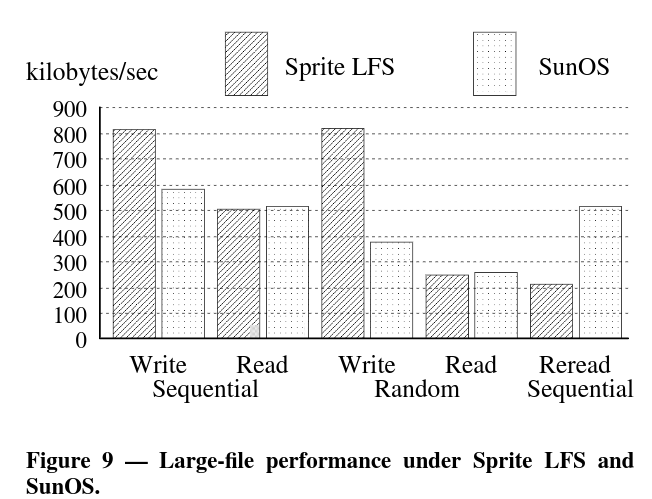 kilobytes/sec Sprite LFS SunOS
900
800
700
600
500
400
300
200
100
0
Write Read Write Read Reread
Sequential Random Sequential
Figure 9 — Large-file performance under Sprite LFS and
SunOS.